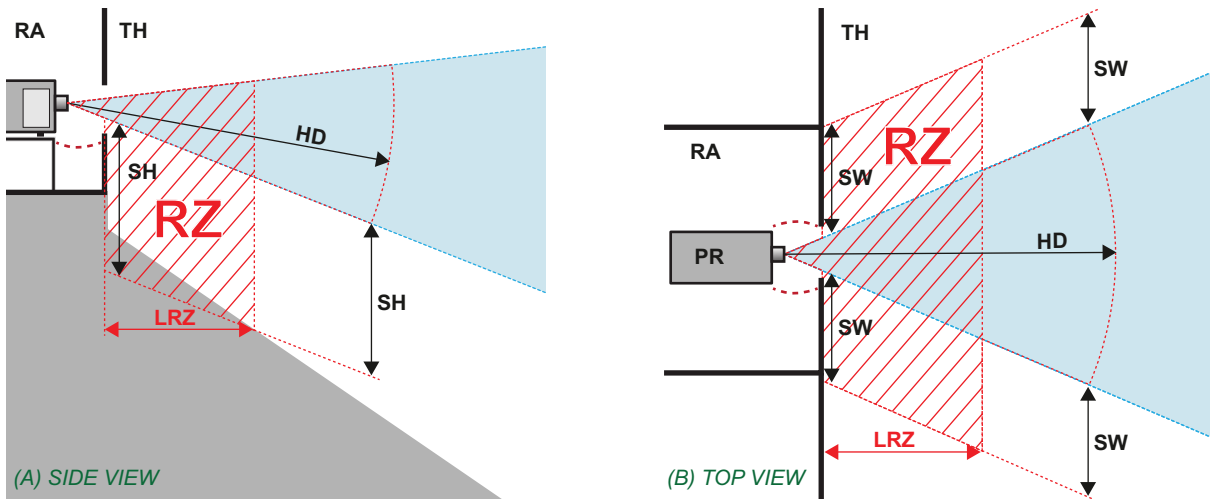 RA
TH
HD
SH
RZ
SH
LRZ
(A) SIDE VIEW
TH
SW
RZ
RA
SW
PR
HD
SW
LRZ
SW
(B) TOP VIEW